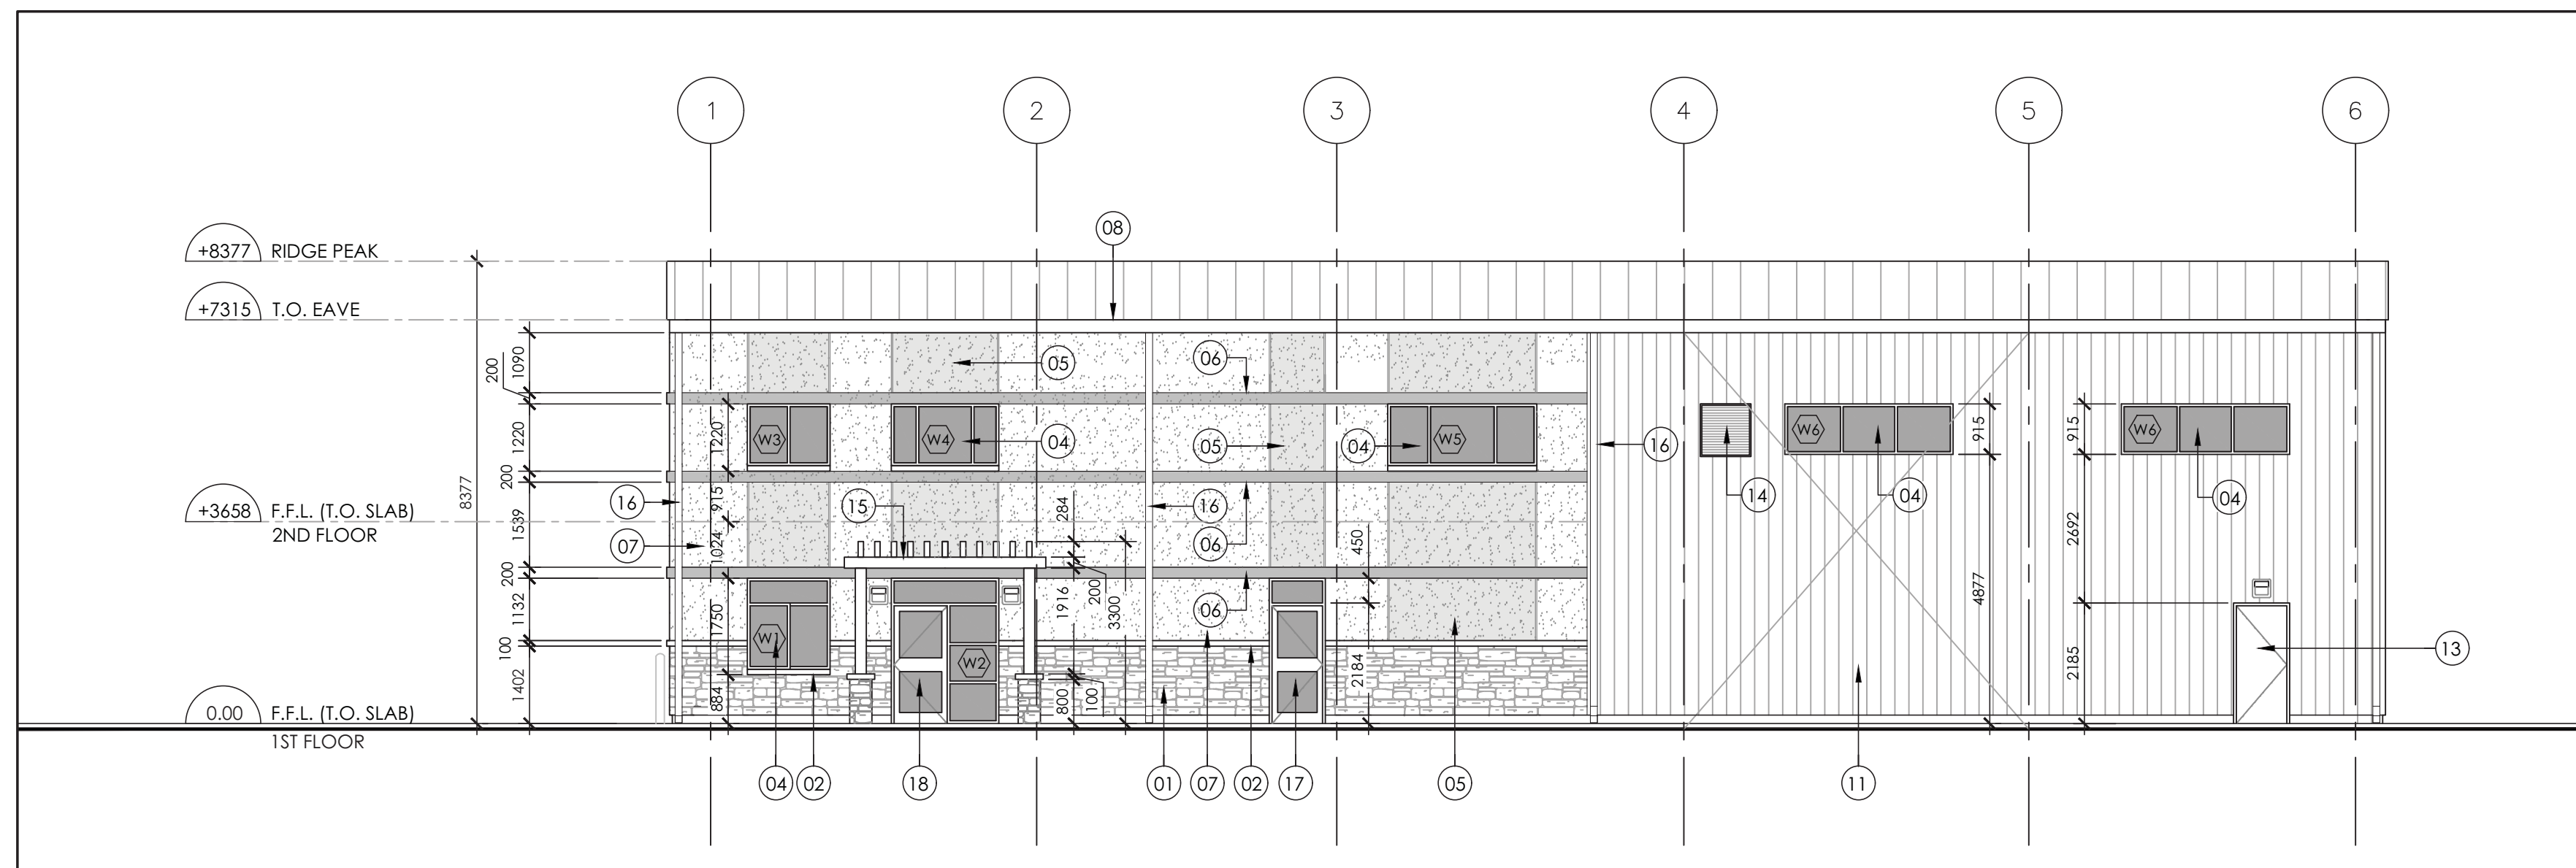 1 2 3 4 5 6
08
+8377 RIDGE PEAK
+7315 T.O. EAVE
200 1090
05 06
1220 1220 W3 W4 04 05 04 W5 16 14 W6 04 915 915 W6 04
200
8377
+3658 F.F.L. (T.O. SLAB)
2ND FLOOR
16 915 15 284 16
07 1539 1024 06 450 2692
200
1132 1750 1916 200 3300 06 4877
W1 W2
100
1402 884 800 100 2184 2185 13
0.00 F.F.L. (T.O. SLAB)
1ST FLOOR
04 02 18 01 07 02 17 05 11